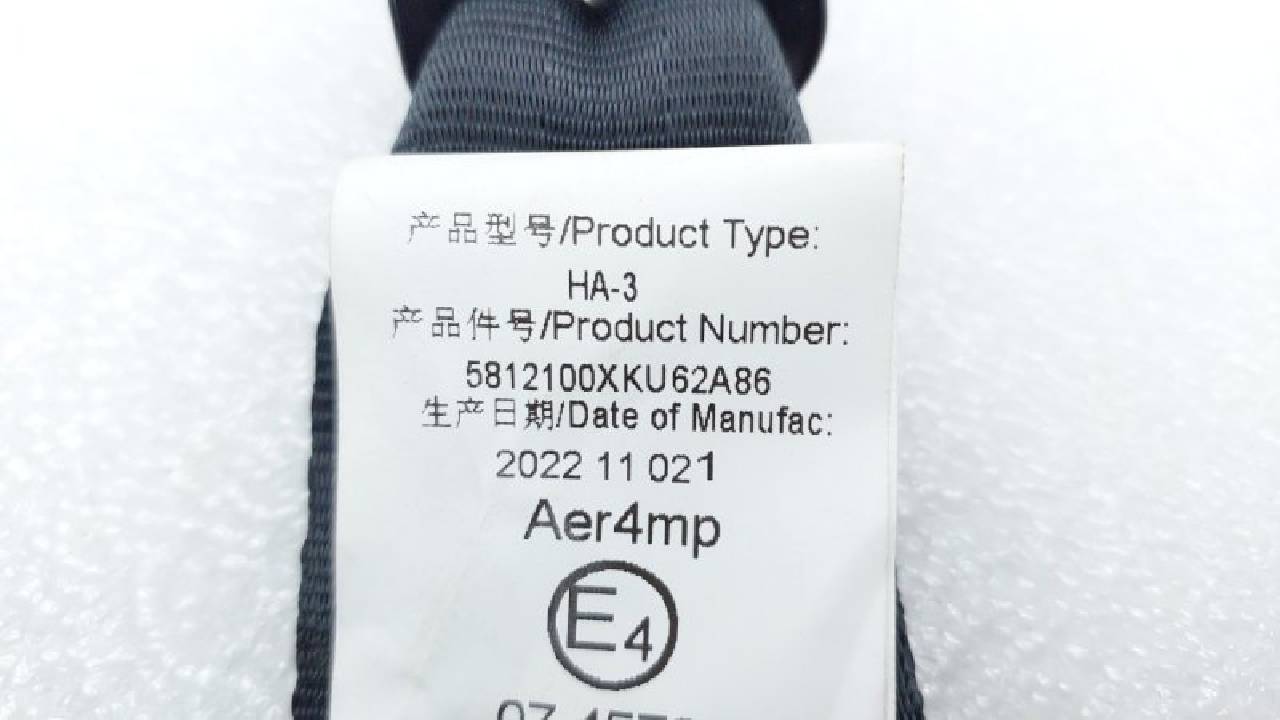 产品型号/Product Type:
HA-3
产品件号/Product Number:
5812100XKU62A86
生产日期/Date of Manufac:
2022 11 021
Aer4mp
E4